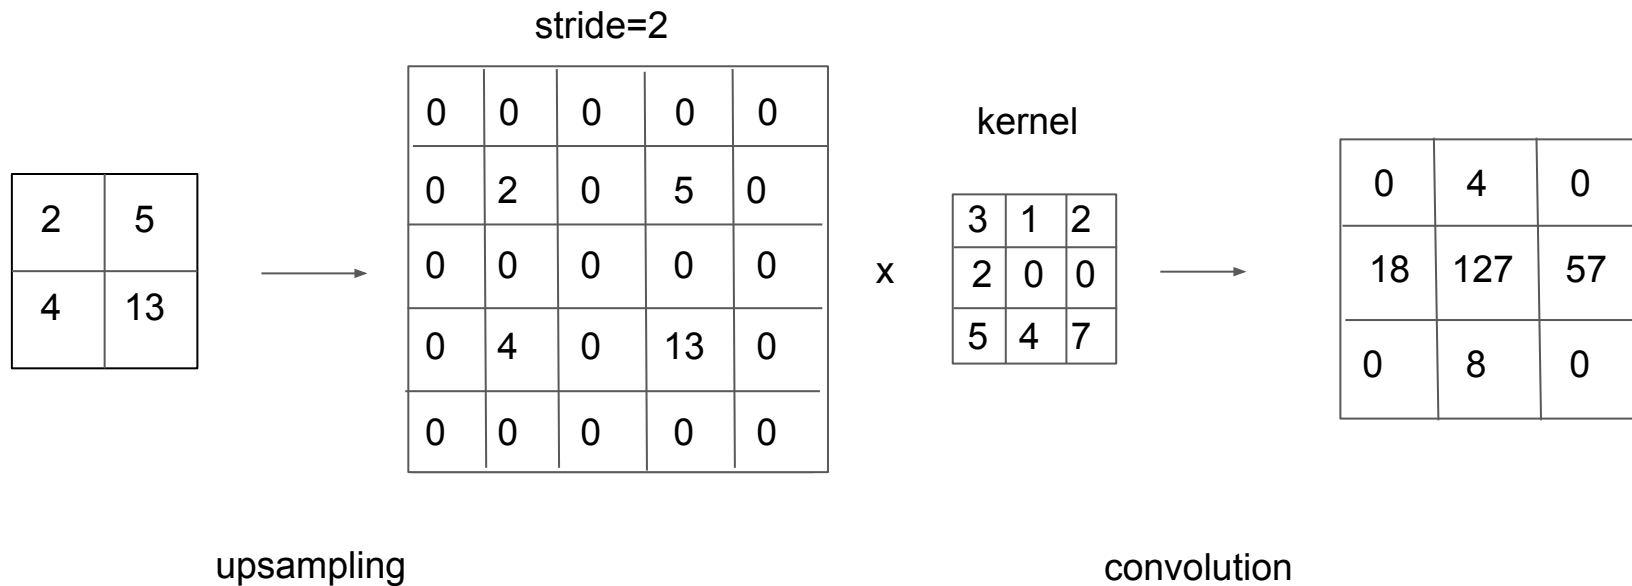 stride=2
2 5
4 13
0 0 0 0 0
0 2 0 5 0
0 0 0 0 0
0 4 0 13 0
0 0 0 0 0
x
kernel
3 1 2
2 0 0
5 4 7
0 4 0
18 127 57
0 8 0
upsampling
convolution